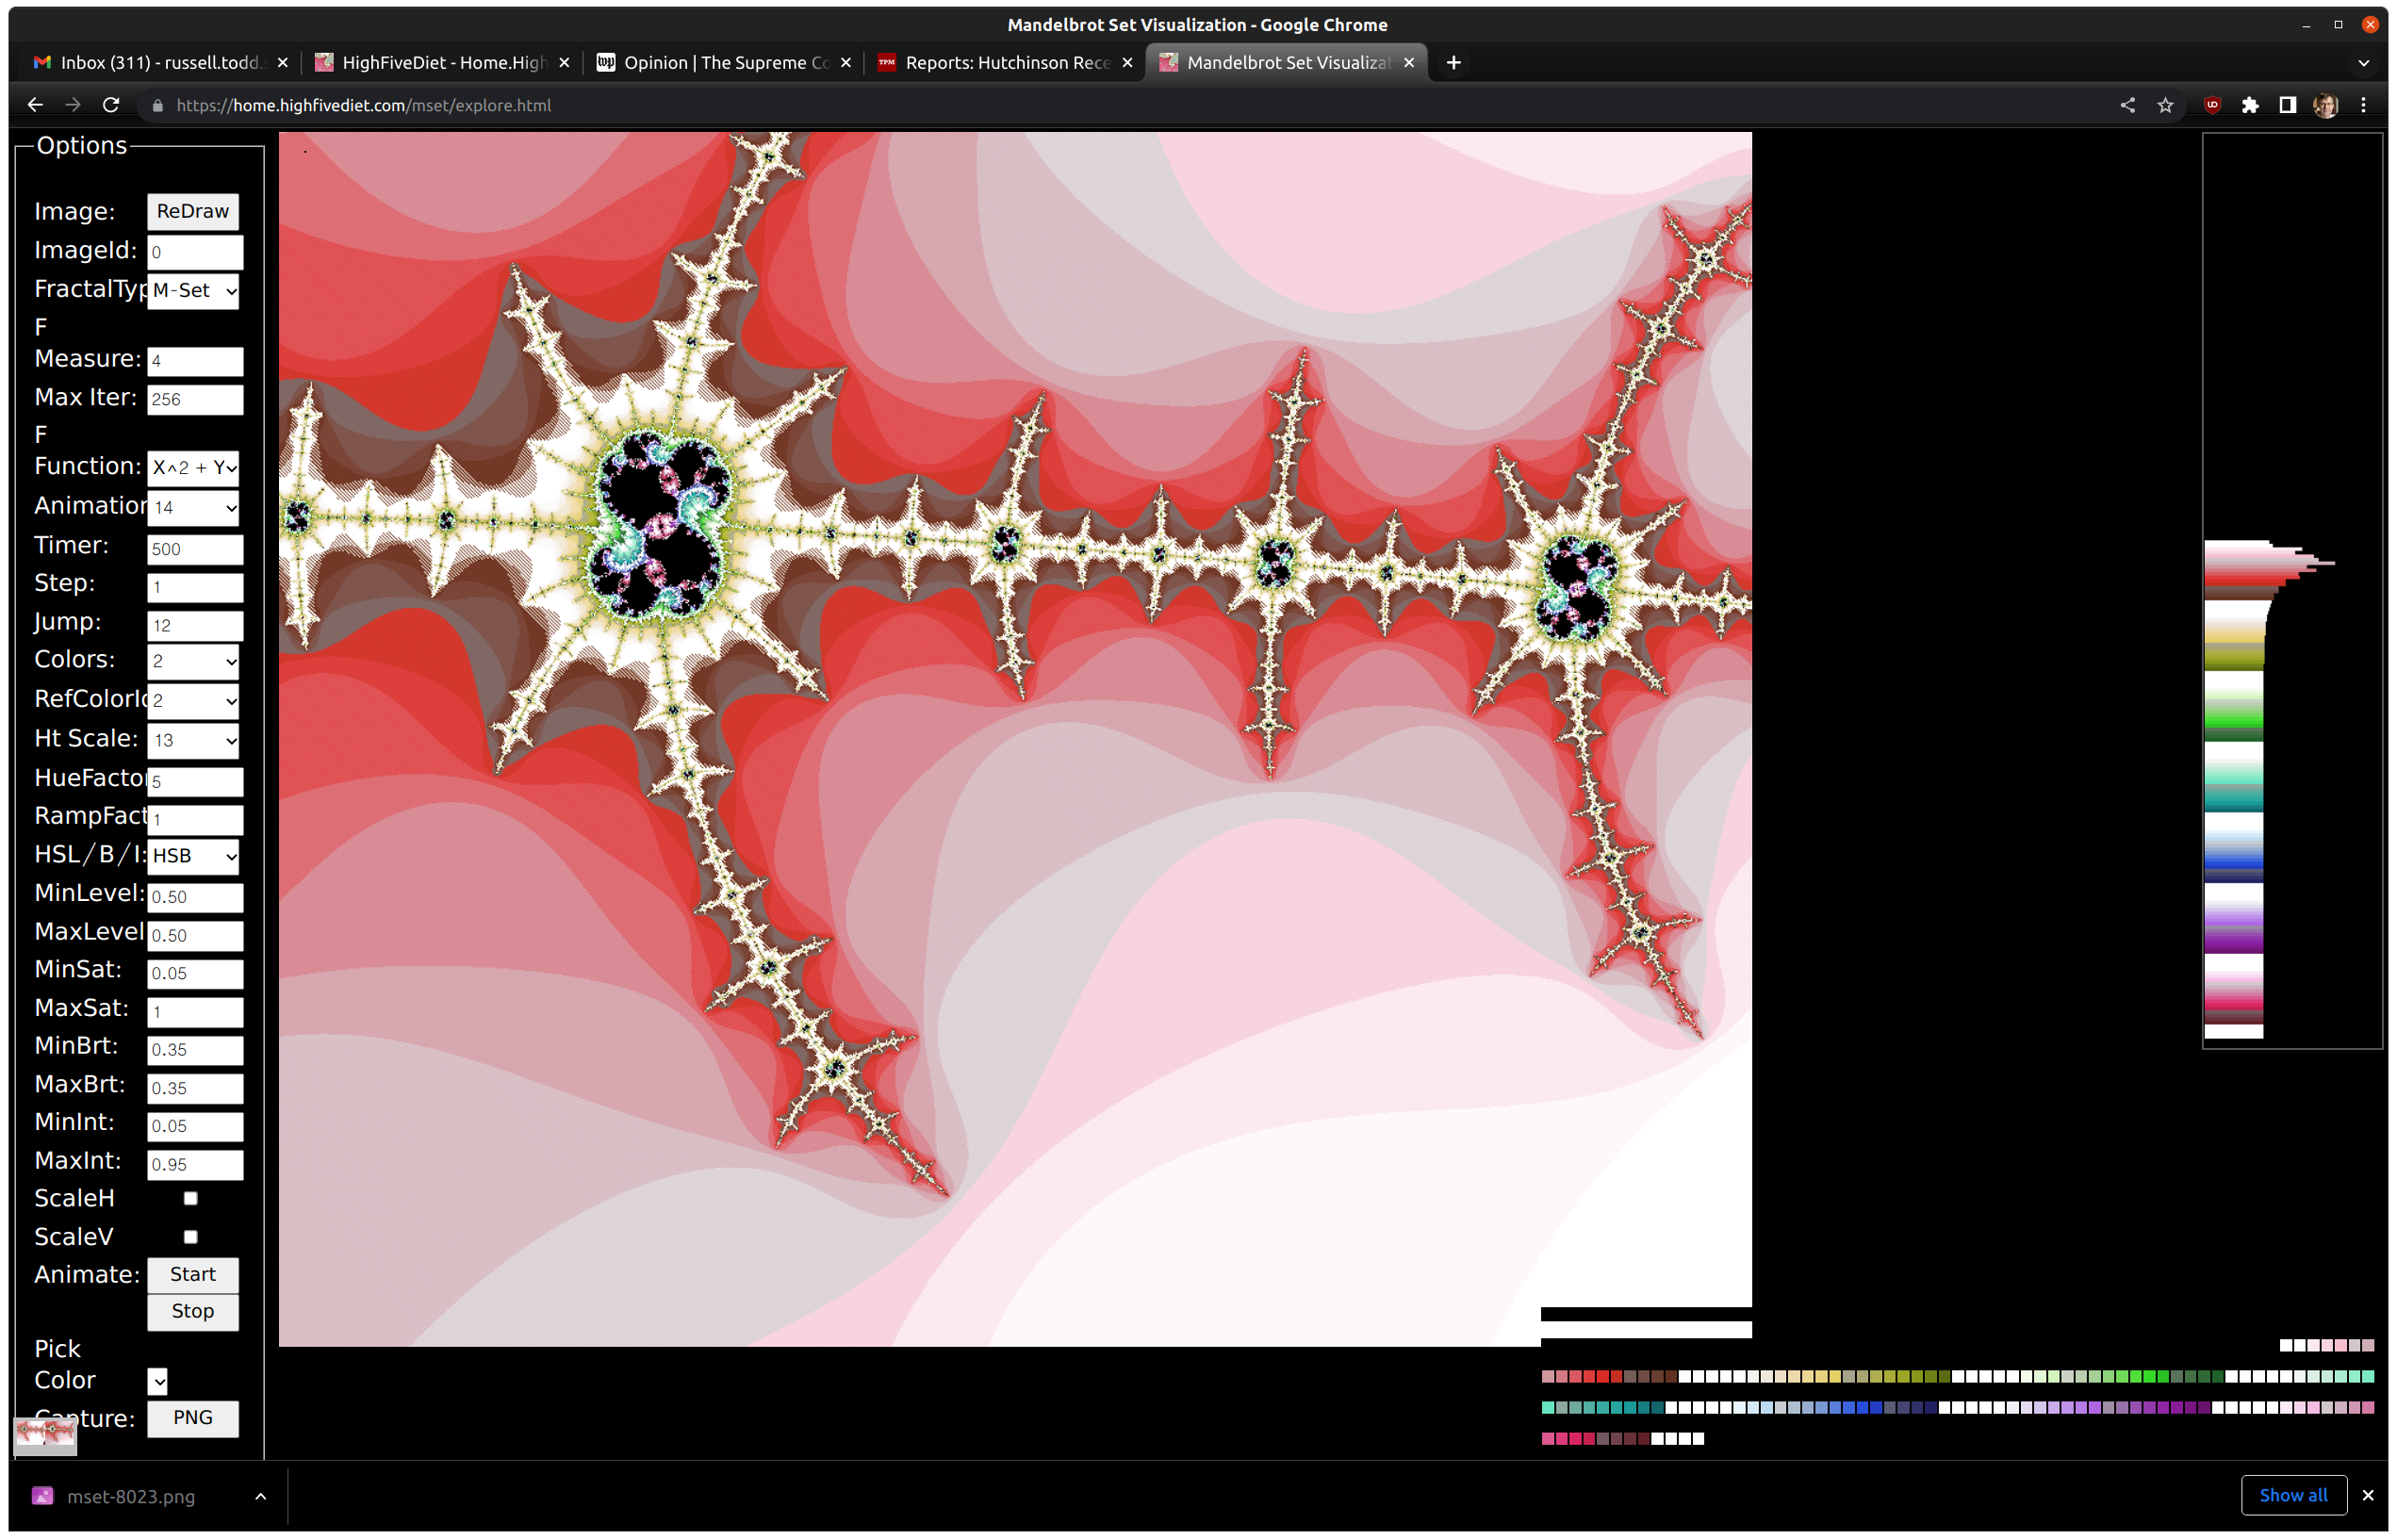 Mandelbrot Set Visualization - Google Chrome
Inbox (311) - russell.todd. HighFiveDiet - Home.High wp Opinion | The Supreme Co TPM Reports: Hutchinson Rece Mandelbrot Set Visualizat
https://home.highfivediet.com/mset/explore.html
Options
Image: ReDraw
ImageId: 0
FractalTyp M-Set
F
Measure: 4
Max Iter: 256
F
Function: X^2 + Y
Animation 14
Timer: 500
Step: 1
Jump: 12
Colors: 2
RefColorId 2
Ht Scale: 13
HueFactor 5
RampFact 1
HSL/B/I: HSB
MinLevel: 0.50
MaxLevel 0.50
MinSat: 0.05
MaxSat: 1
MinBrt: 0.35
MaxBrt: 0.35
MinInt: 0.05
MaxInt: 0.95
ScaleH
ScaleV
Animate: Start
Stop
Pick
Color
Capture: PNG
mset-8023.png Show all